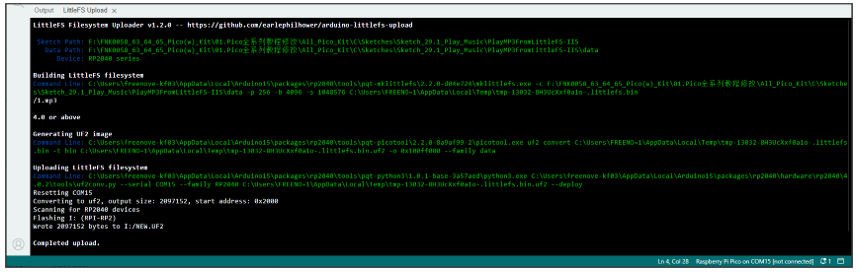 Output LittleFS Upload ×
LittleFS Filesystem Uploader v1.2.0 -- https://github.com/earlephilhower/arduino-littlefs-upload
Sketch Path: F:\FNK0058_63_64_65_Pico(w)_Kit\01.Pico全系列教程修改\All_Pico_Kit\C\Sketches\Sketch_29.1_Play_Music\PlayMP3FromLittleFS-IIS
Data Path: F:\FNK0058_63_64_65_Pico(w)_Kit\01.Pico全系列教程修改\All_Pico_Kit\C\Sketches\Sketch_29.1_Play_Music\PlayMP3FromLittleFS-IIS\data
Device: RP2040 series
Building LittleFS filesystem
Command Line: C:\Users\freenove-kf03\AppData\Local\Arduino15\packages\rp2040\tools\pqt-mklittlefs\2.2.0-d04e724\mklittlefs.exe -c F:\FNK0058_63_64_65_Pico(w)_Kit\01.Pico全系列教程修改\All_Pico_Kit\C\Sketche
s\Sketch_29.1_Play_Music\PlayMP3FromLittleFS-IIS\data -p 256 -b 4096 -s 1048576 C:\Users\FREENO~1\AppData\Local\Temp\tmp-13032-.littlefs.bin
/1.mp3
4.0 or above
Generating UF2 image
Command Line: C:\Users\freenove-kf03\AppData\Local\Arduino15\packages\rp2040\tools\pqt-picotool\2.2.0-\picotool.exe uf2 convert C:\Users\FREENO~1\AppData\Local\Temp\tmp-13032-.littlefs
.bin -t bin C:\Users\FREENO~1\AppData\Local\Temp\tmp-13032-.littlefs.bin.uf2 -o 0x100ff000 --family data
Uploading LittleFS filesystem
Command Line: C:\Users\freenove-kf03\AppData\Local\Arduino15\packages\rp2040\tools\pqt-python3\1.0.1-base-3a57aed\python3.exe C:\Users\freenove-kf03\AppData\Local\Arduino15\packages\rp2040\hardware\rp2040\4
.0.2\tools\uf2conv.py --serial COM15 --family RP2040 C:\Users\FREENO~1\AppData\Local\Temp\tmp-13032-.littlefs.bin.uf2 --deploy
Resetting COM15
Converting to uf2, output size: 2097152, start address: 0x2000
Scanning for RP2040 devices
Flashing I: (RPI-RP2)
Wrote 2097152 bytes to I:/NEW.UF2
Completed upload.
Ln 4, Col 28 Raspberry Pi Pico on COM15 [not connected] 1